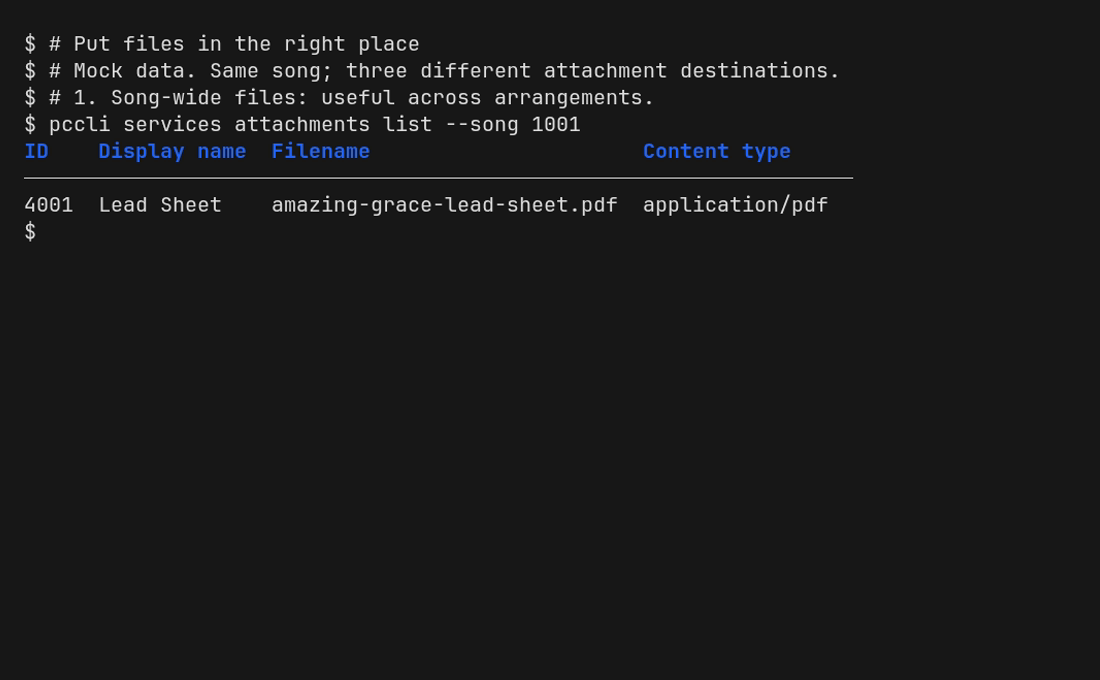 $ # Put files in the right place
$ # Mock data. Same song; three different attachment destinations.
$ # 1. Song-wide files: useful across arrangements.
$ pccli services attachments list --song 1001
ID    Display name  Filename                      Content type
4001  Lead Sheet    amazing-grace-lead-sheet.pdf  application/pdf
$